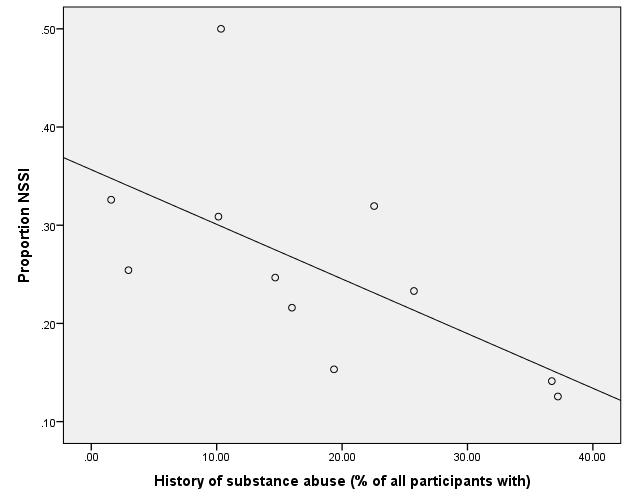 .50
.40
.30
.20
.10
Proportion NSSI
.00 10.00 20.00 30.00 40.00
History of substance abuse (% of all participants with)